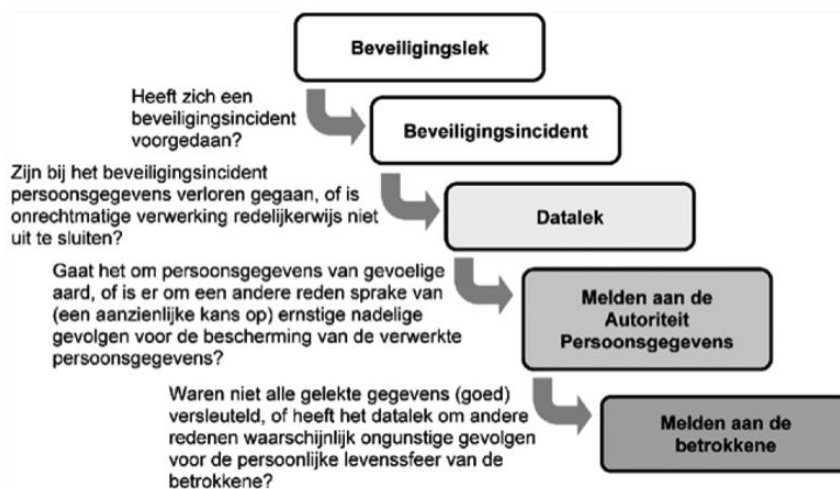 Beveiligingslek
Heeft zich een
beveiligingsincident
voorgedaan?
Beveiligingsincident
Zijn bij het beveiligingsincident
persoonsgegevens verloren gegaan, of is
onrechtmatige verwerking redelijkerwijs niet
uit te sluiten?
Datalek
Gaat het om persoonsgegevens van gevoelige
aard, of is er om een andere reden sprake van
(een aanzienlijke kans op) ernstige nadelige
gevolgen voor de bescherming van de verwerkte
persoonsgegevens?
Melden aan de
Autoriteit
Persoonsgegevens
Waren niet alle gelekte gegevens (goed)
versleuteld, of heeft het datalek om andere
redenen waarschijnlijk ongunstige gevolgen
voor de persoonlijke levenssfeer van de
betrokkene?
Melden aan de
betrokkene